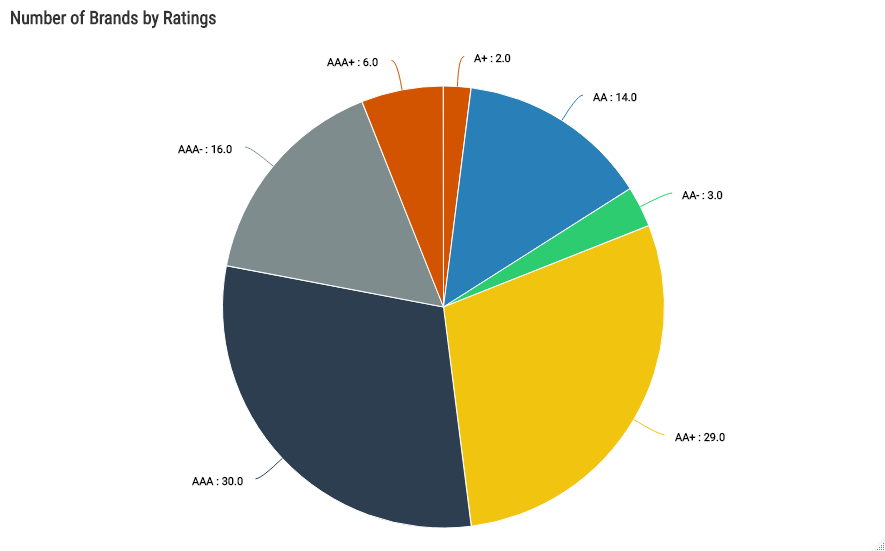 Number of Brands by Ratings
AAA+ : 6.0
A+ : 2.0
AA : 14.0
AAA- : 16.0
AA- : 3.0
AA+ : 29.0
AAA : 30.0